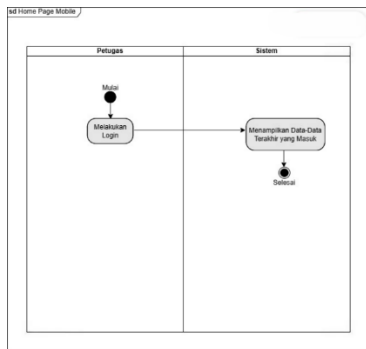 sd Home Page Mobile
Petugas
Sistem
Mulai
Melakukan
Login
Menampilkan Data-Data
Terakhir yang Masuk
Selesai